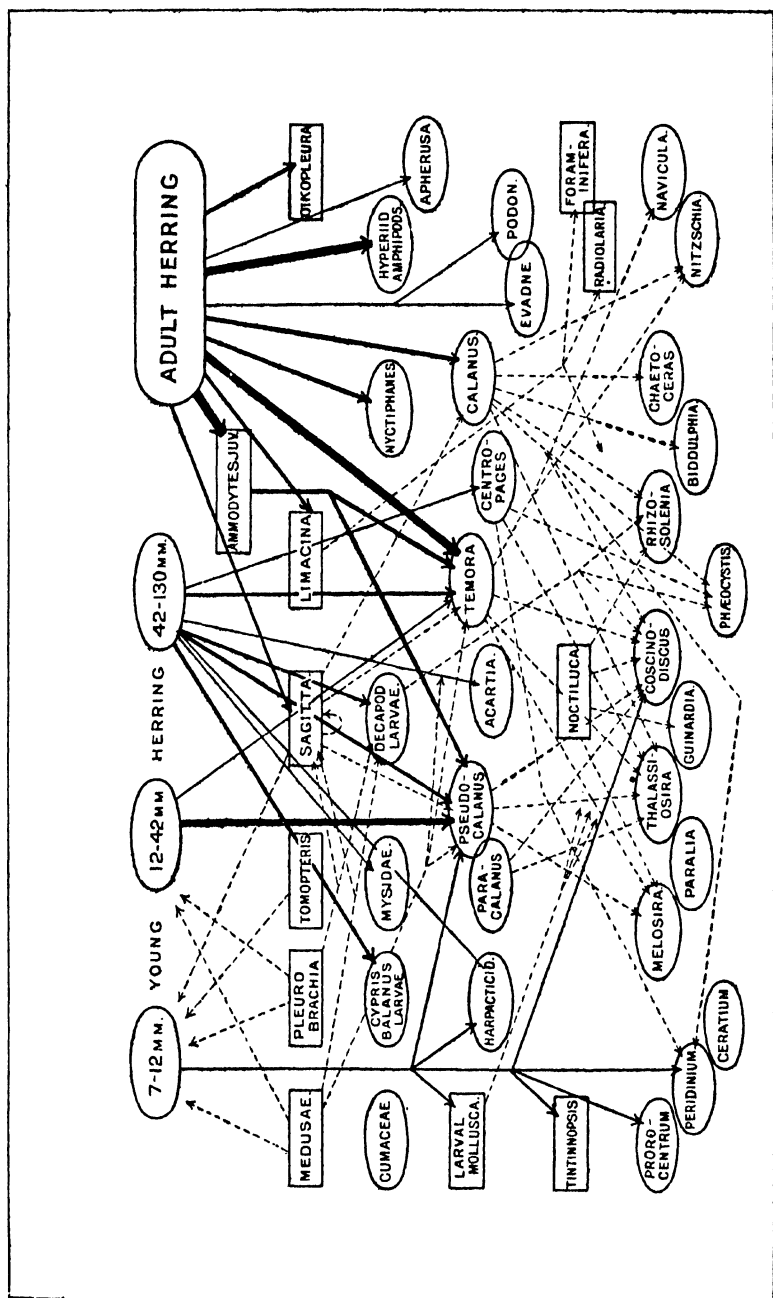 7-12 MM.
YOUNG
12-42 MM
HERRING
42-130 MM.
ADULT HERRING
AMMODYTES JUV.
MEDUSAE.
PLEURO
BRACHIA
TOMOPTERIS
SAGITTA
LIMACINA
OIKOPLEURA
CUMACEAE
CYPRIS
BALANUS
LARVAE
MYSIDAE.
DECAPOD
LARVAE.
NYCTIPHANES
HYPERIID
AMPHIPODS.
APHERUSA
LARVAL
MOLLUSCA.
HARPACTICID.
PARA-
CALANUS
PSEUDO
CALANUS
ACARTIA.
TEMORA
CENTRO-
PAGES
CALANUS.
EVADNE
PODON.
TINTINNOPSIS
NOCTILUCA.
RADIOLARIA.
FORAM-
INIFERA.
PRORO-
CENTRUM
PERIDINIUM.
CERATIUM
MELOSIRA
PARALIA
THALASSI-
OSIRA
GUINARDIA.
COSCINO-
DISCUS
PHÆOCYSTIS.
RHIZO-
SOLENIA
BIDDULPHIA.
CHAETO-
CERAS
NITZSCHIA.
NAVICULA.